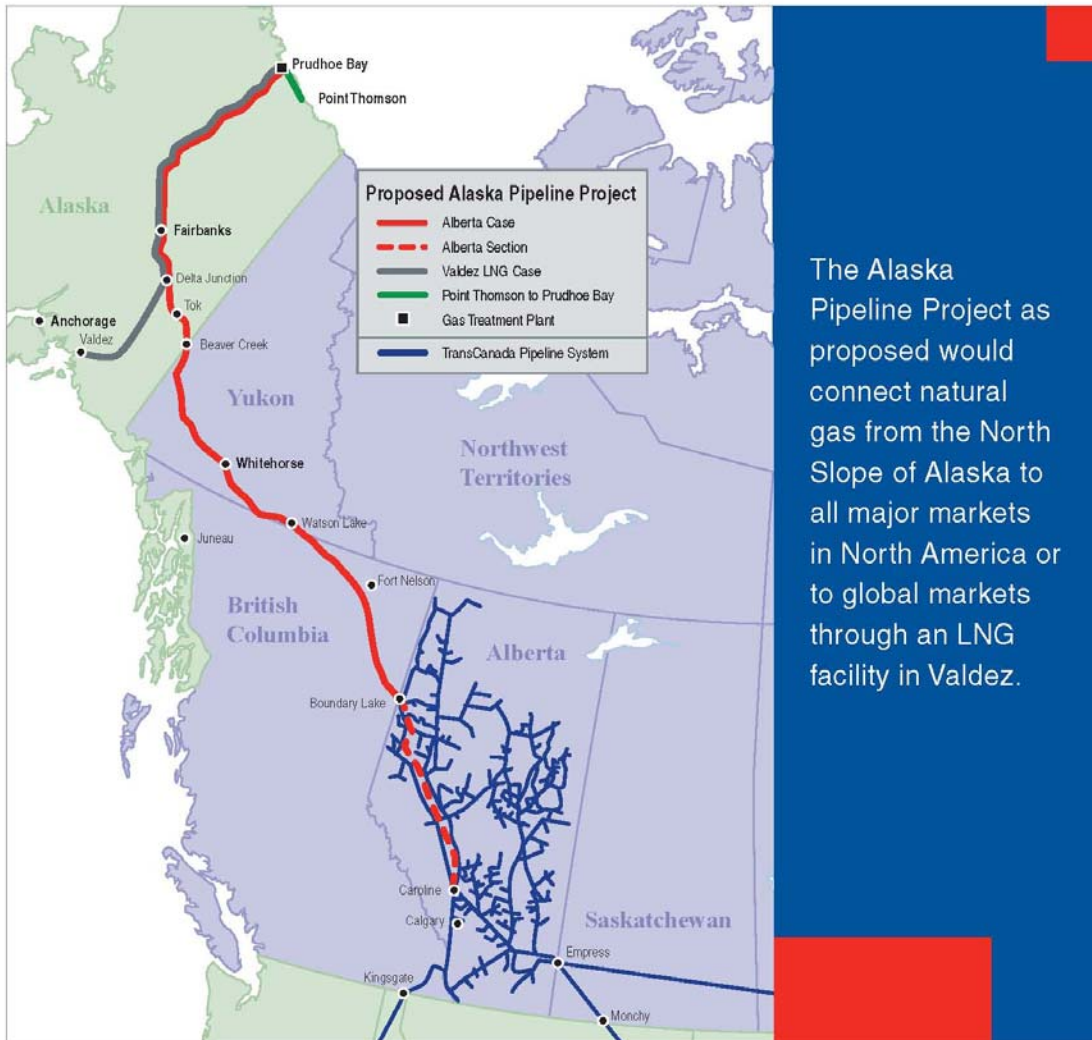 Prudhoe Bay
Point Thomson
Proposed Alaska Pipeline Project
Alberta Case
Alberta Section
Valdez LNG Case
Point Thomson to Prudhoe Bay
Gas Treatment Plant
TransCanada Pipeline System
Alaska
Fairbanks
Delta Junction
Tok
Anchorage
Valdez
Beaver Creek
Yukon
Northwest
Territories
Whitehorse
Watson Lake
Juneau
Fort Nelson
British
Columbia
Alberta
Boundary Lake
Caroline
Calgary
Saskatchewan
Empress
Kingsgate
Monchy
The Alaska
Pipeline Project as
proposed would
connect natural
gas from the North
Slope of Alaska to
all major markets
in North America or
to global markets
through an LNG
facility in Valdez.